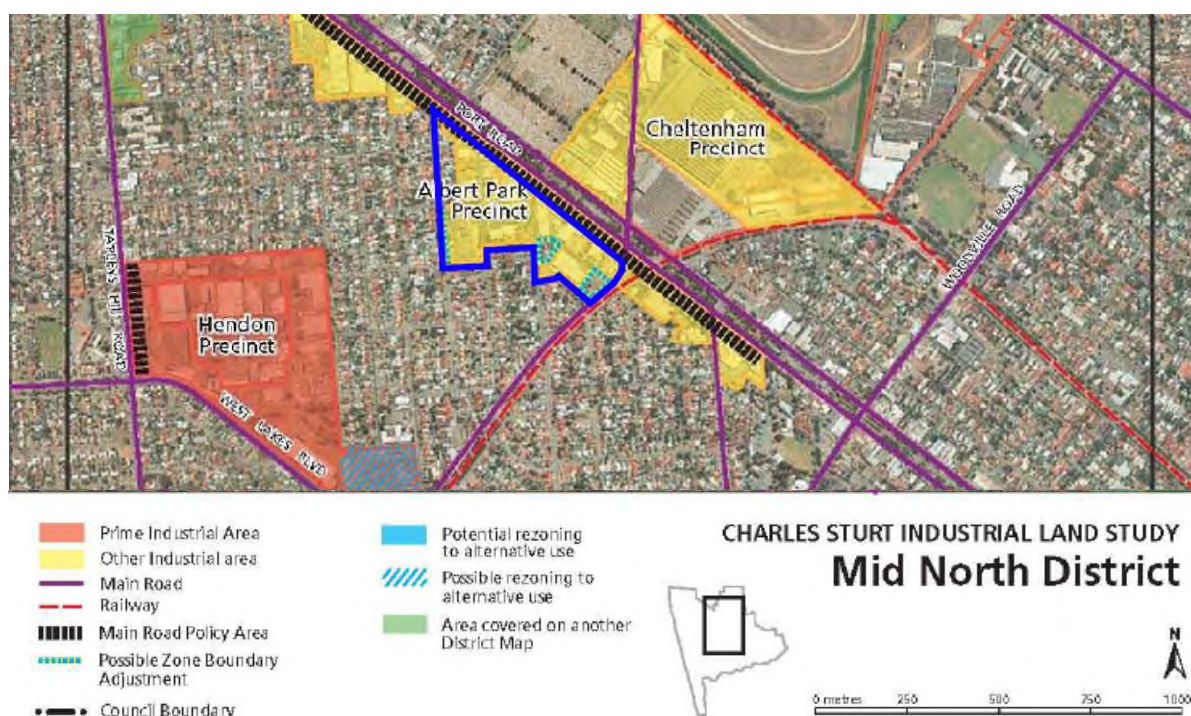 PORT ROAD
Cheltenham
Precinct
Albert Park
Precinct
WOODVILLE ROAD
TAPLEYS HILL ROAD
Hendon
Precinct
WEST LAKES BLVD
Prime Industrial Area
Other Industrial area
Main Road
Railway
Main Road Policy Area
Possible Zone Boundary
Adjustment
Council Boundary
Potential rezoning
to alternative use
Possible rezoning to
alternative use
Area covered on another
District Map
CHARLES STURT INDUSTRIAL LAND STUDY
Mid North District
N
0 metres 250 500 750 1000